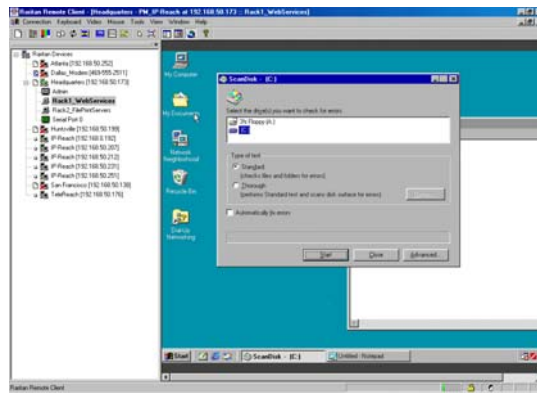 Raritan Remote Client - [Headquarters - PM_IP-Reach at 192.168.50.173 :: Rack1_WebServices]
Connection Keyboard Video Mouse Tools View Window Help
Raritan Devices
Atlanta [192.168.50.252]
Dallas_Modem [469-555-2511]
Headquarters [192.168.50.173]
Admin
Rack1_WebServices
Rack2_FilePrintServers
Serial Port 0
Huntsville [192.168.50.199]
IP-Reach [192.168.0.192]
IP-Reach [192.168.50.207]
IP-Reach [192.168.50.212]
IP-Reach [192.168.50.231]
IP-Reach [192.168.50.251]
San Francisco [192.168.50.138]
TeleReach [192.168.50.176]
My Computer
My Documents
Network
Neighborhood
Recycle Bin
Dial-Up
Networking
ScanDisk - (C:)
Select the drive(s) you want to check for errors:
3½ Floppy (A:)
(C:)
Type of test
Standard
(checks files and folders for errors)
Thorough
(performs Standard test and scans disk surface for errors)
Automatically fix errors
Start Close Advanced...
Start ScanDisk - (C:) Untitled - Notepad
Raritan Remote Client